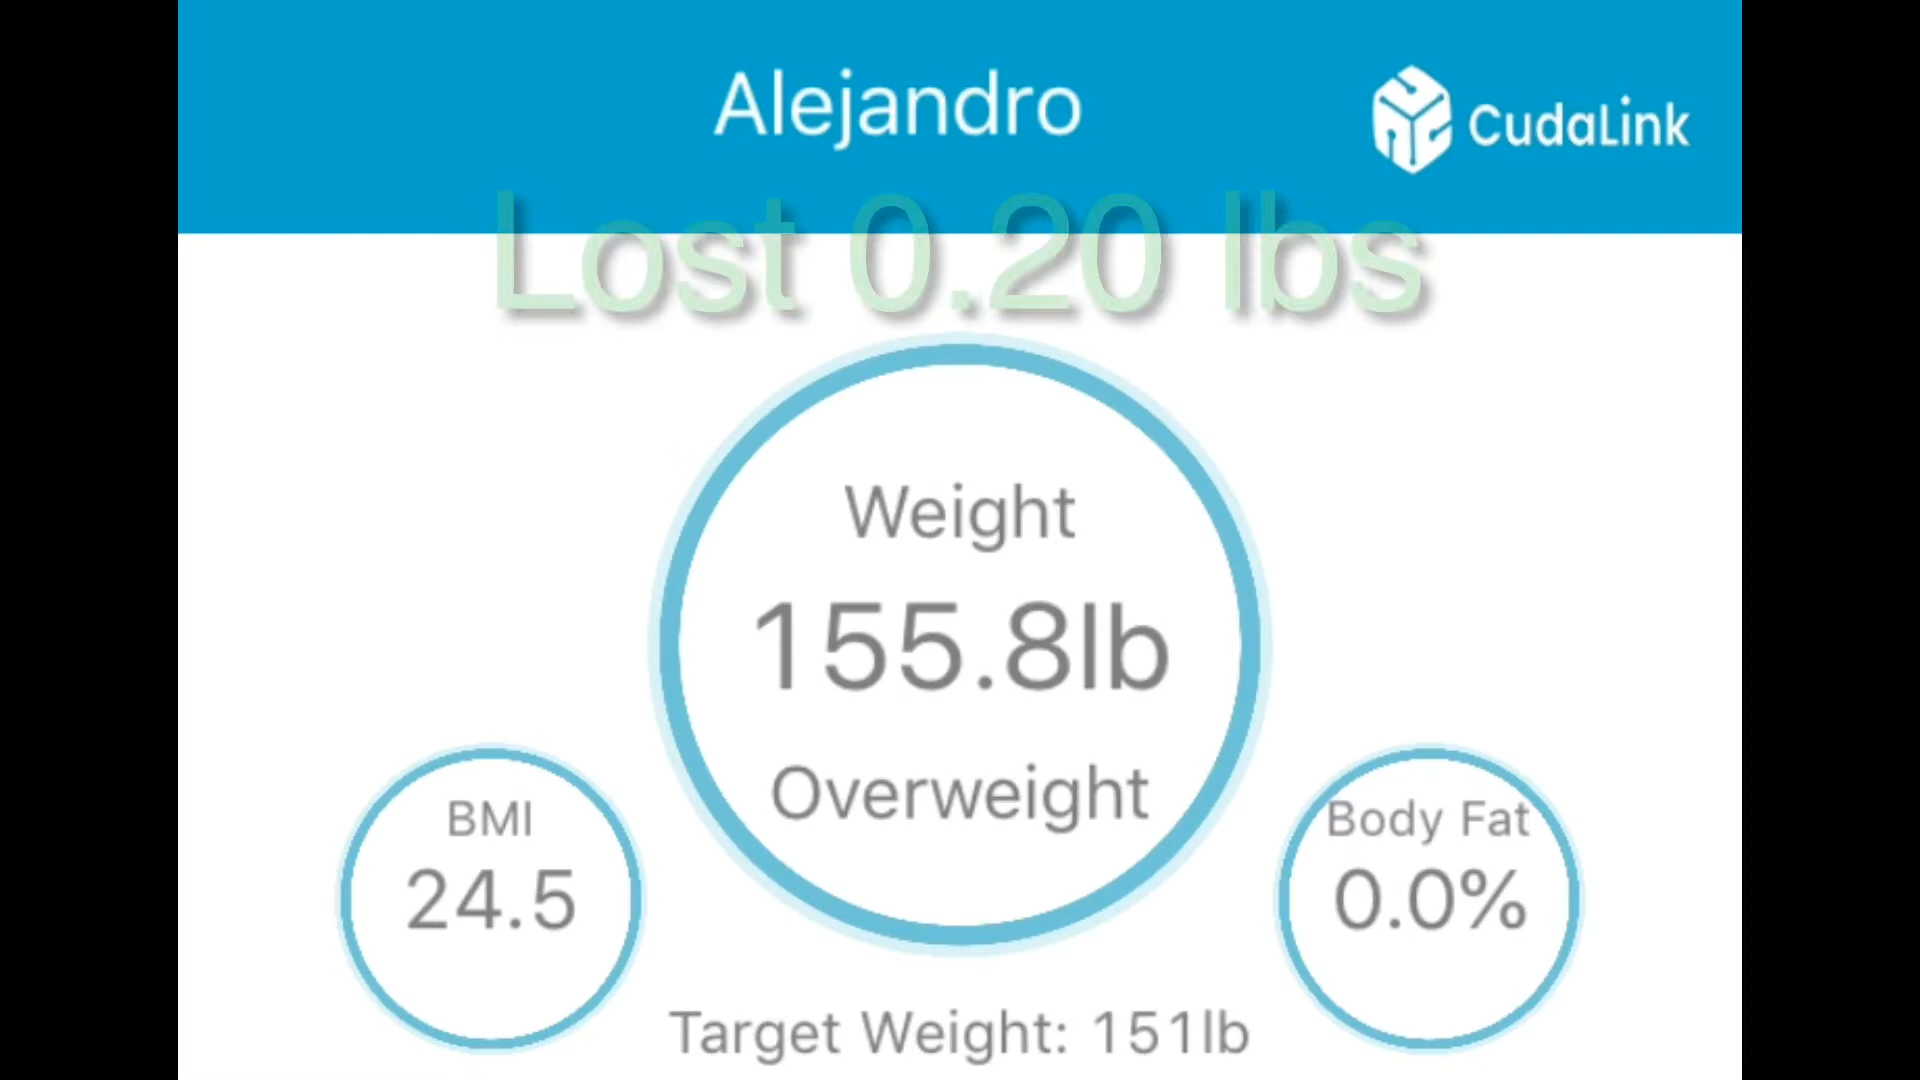 Alejandro
CudaLink
Lost 0.20 lbs
Weight
155.8lb
Overweight
BMI
24.5
Body Fat
0.0%
Target Weight: 151lb